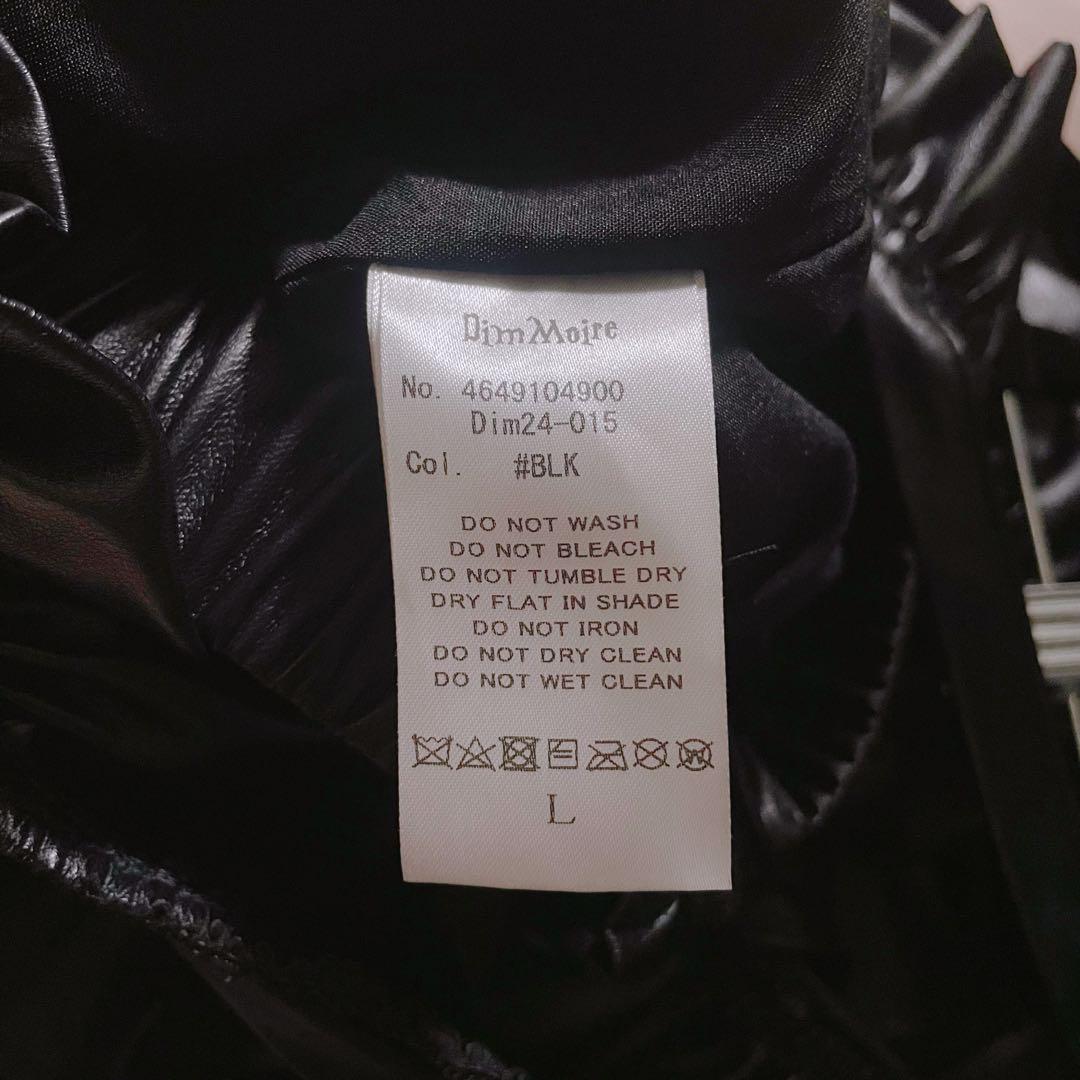 DimMoire
No. 4649104900
Dim24-015
Col. #BLK
DO NOT WASH
DO NOT BLEACH
DO NOT TUMBLE DRY
DRY FLAT IN SHADE
DO NOT IRON
DO NOT DRY CLEAN
DO NOT WET CLEAN
W
L